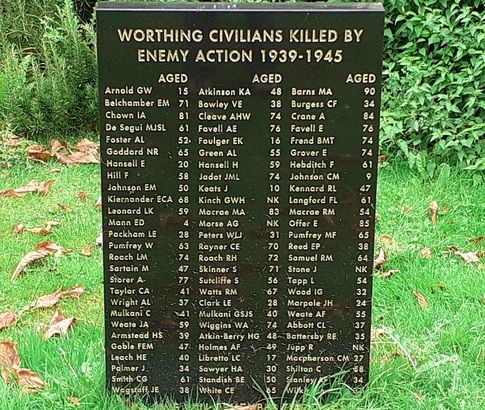 WORTHING CIVILIANS KILLED BY
ENEMY ACTION 1939-1945
AGED AGED AGED
Arnold GW 15 Atkinson KA 48 Barns MA 90
Belchamber EM 71 Bowley VE 38 Burgess CF 34
Chown IA 81 Cleave AHW 74 Crane A 84
De Segui MJSL 61 Favell AE 76 Favell E 76
Foster AL 52 Foulger EK 16 Frend BMT 74
Goddard NR 65 Green AL 55 Grover E 74
Hansell E 20 Hansell H 59 Hebditch F 61
Hill F 58 Jadot JML 74 Johnson CM 9
Johnson EM 50 Keats J 10 Kennard RL 47
Kiernander ECA 68 Kinch GWH NK Langford FL 61
Leonard LK 59 Macrae MA 83 Macrae RM 54
Mann ED 4 Morse AG NK Offer E 85
Packham LE 28 Peters WLJ 31 Pumfrey MF 65
Pumfrey W 63 Rayner CE 70 Reed EP 38
Roach LM 74 Roach RH 72 Samuel RM 64
Sartain M 47 Skinner S 71 Stone J NK
Storer A 77 Sutcliffe S 56 Tapp L 54
Taylor CA 41 Watts RM 67 Wood IG 32
Wright AL 37 Clark LE 28 Marpole JH 24
Mulkani C 41 Mulkani GSJS 40 Weate AF 55
Weate JA 59 Wiggins WA 74 Abbott CL 37
Armstead HS 39 Atkin-Berry HG 48 Battersby RE 35
Goble FEM 47 Holmes AF 49 Jupp R NK
Leach HE 40 Libretto LC 17 Macpherson CM 27
Palmer J 34 Sawyer HA 30 Shilton C 58
Smith CG 61 Standish BE 50 Stanley A 34
Wagstaff JE 38 White CE 65